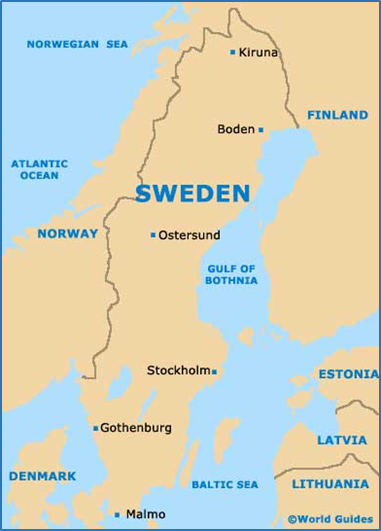 NORWEGIAN SEA
Kiruna
FINLAND
Boden
ATLANTIC
OCEAN
SWEDEN
NORWAY
Ostersund
GULF OF
BOTHNIA
Stockholm
ESTONIA
Gothenburg
LATVIA
DENMARK
BALTIC SEA
LITHUANIA
Malmo
©World Guides